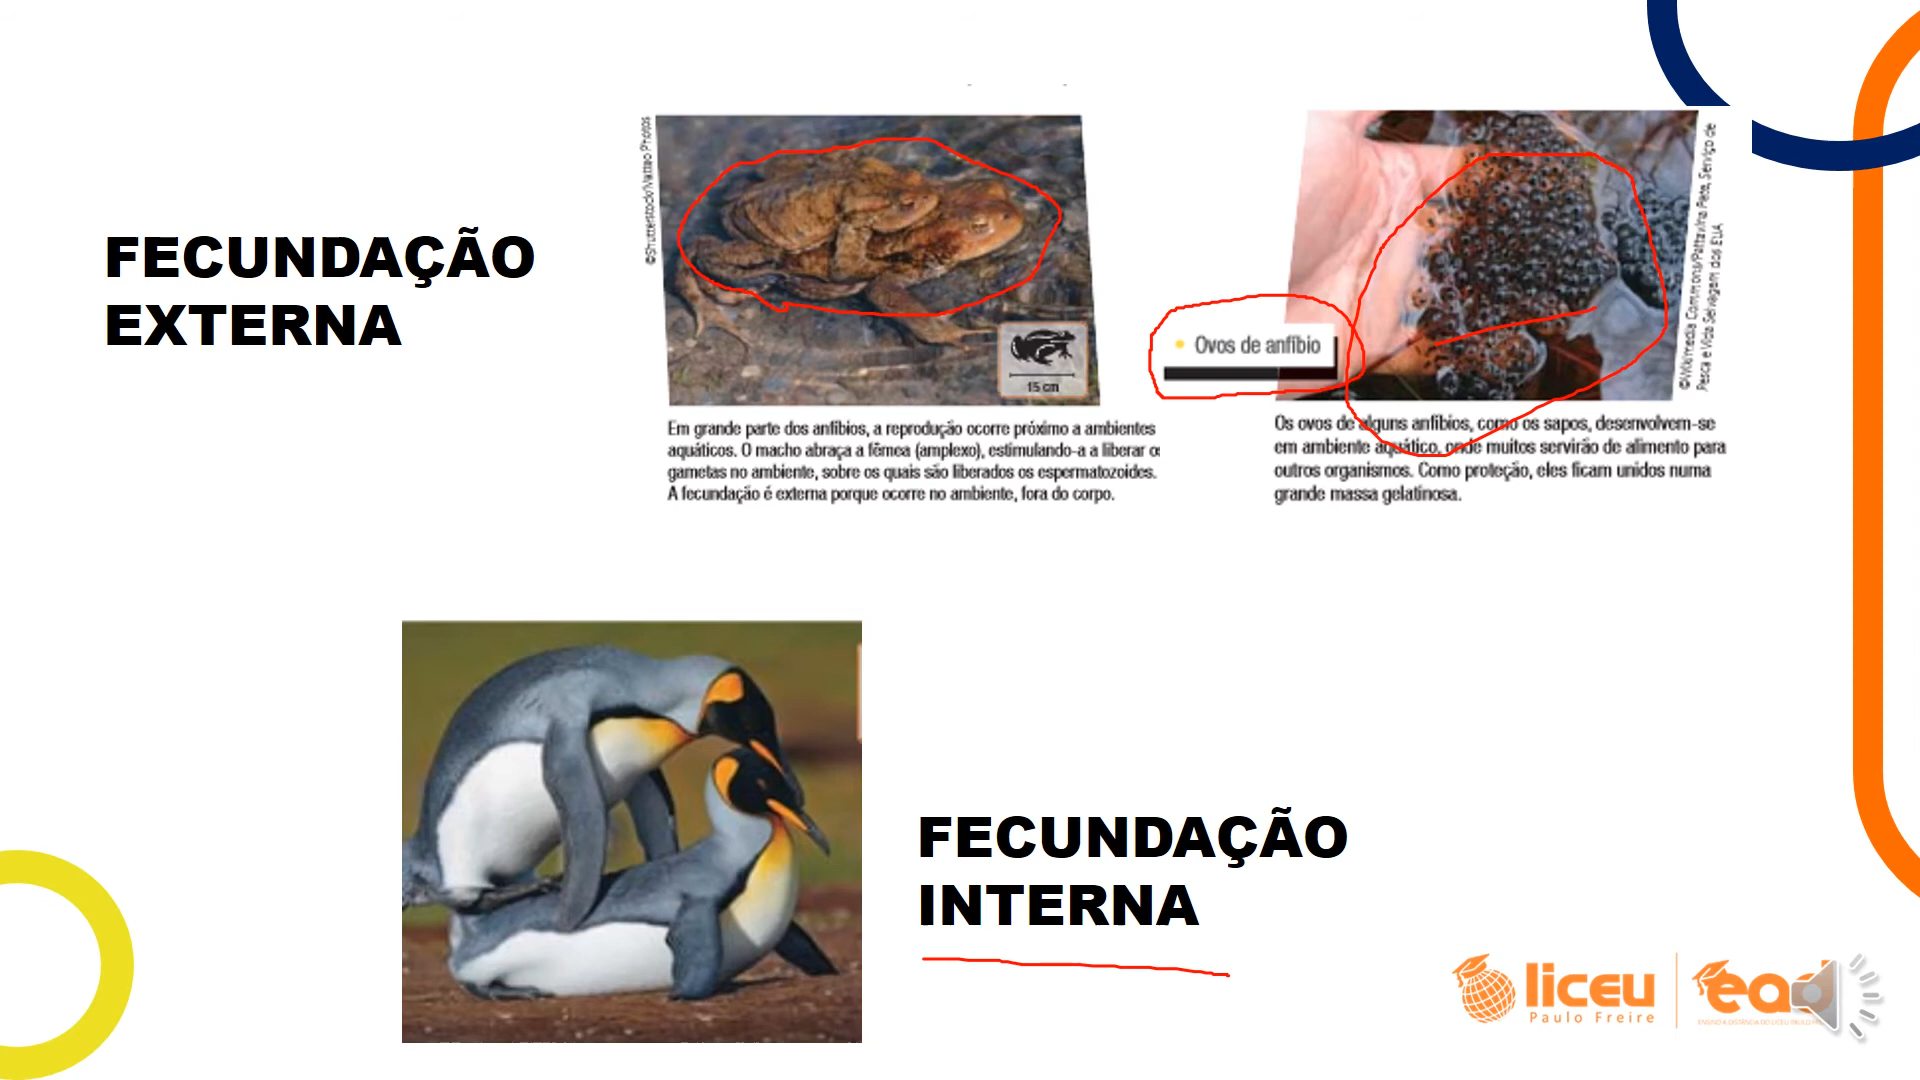 FECUNDAÇÃO
EXTERNA
©Shutterstock/Matteo Photos
15 cm
Em grande parte dos anfíbios, a reprodução ocorre próximo a ambientes
aquáticos. O macho abraça a fêmea (amplexo), estimulando-a a liberar os
gametas no ambiente, sobre os quais são liberados os espermatozoides.
A fecundação é externa porque ocorre no ambiente, fora do corpo.
• Ovos de anfíbio
©Wikimedia Commons/Pattavina Pete, Serviço de
Pesca e Vida Selvagem dos EUA
Os ovos de alguns anfíbios, como os sapos, desenvolvem-se
em ambiente aquático, onde muitos servirão de alimento para
outros organismos. Como proteção, eles ficam unidos numa
grande massa gelatinosa.
FECUNDAÇÃO
INTERNA
liceu
Paulo Freire
ead